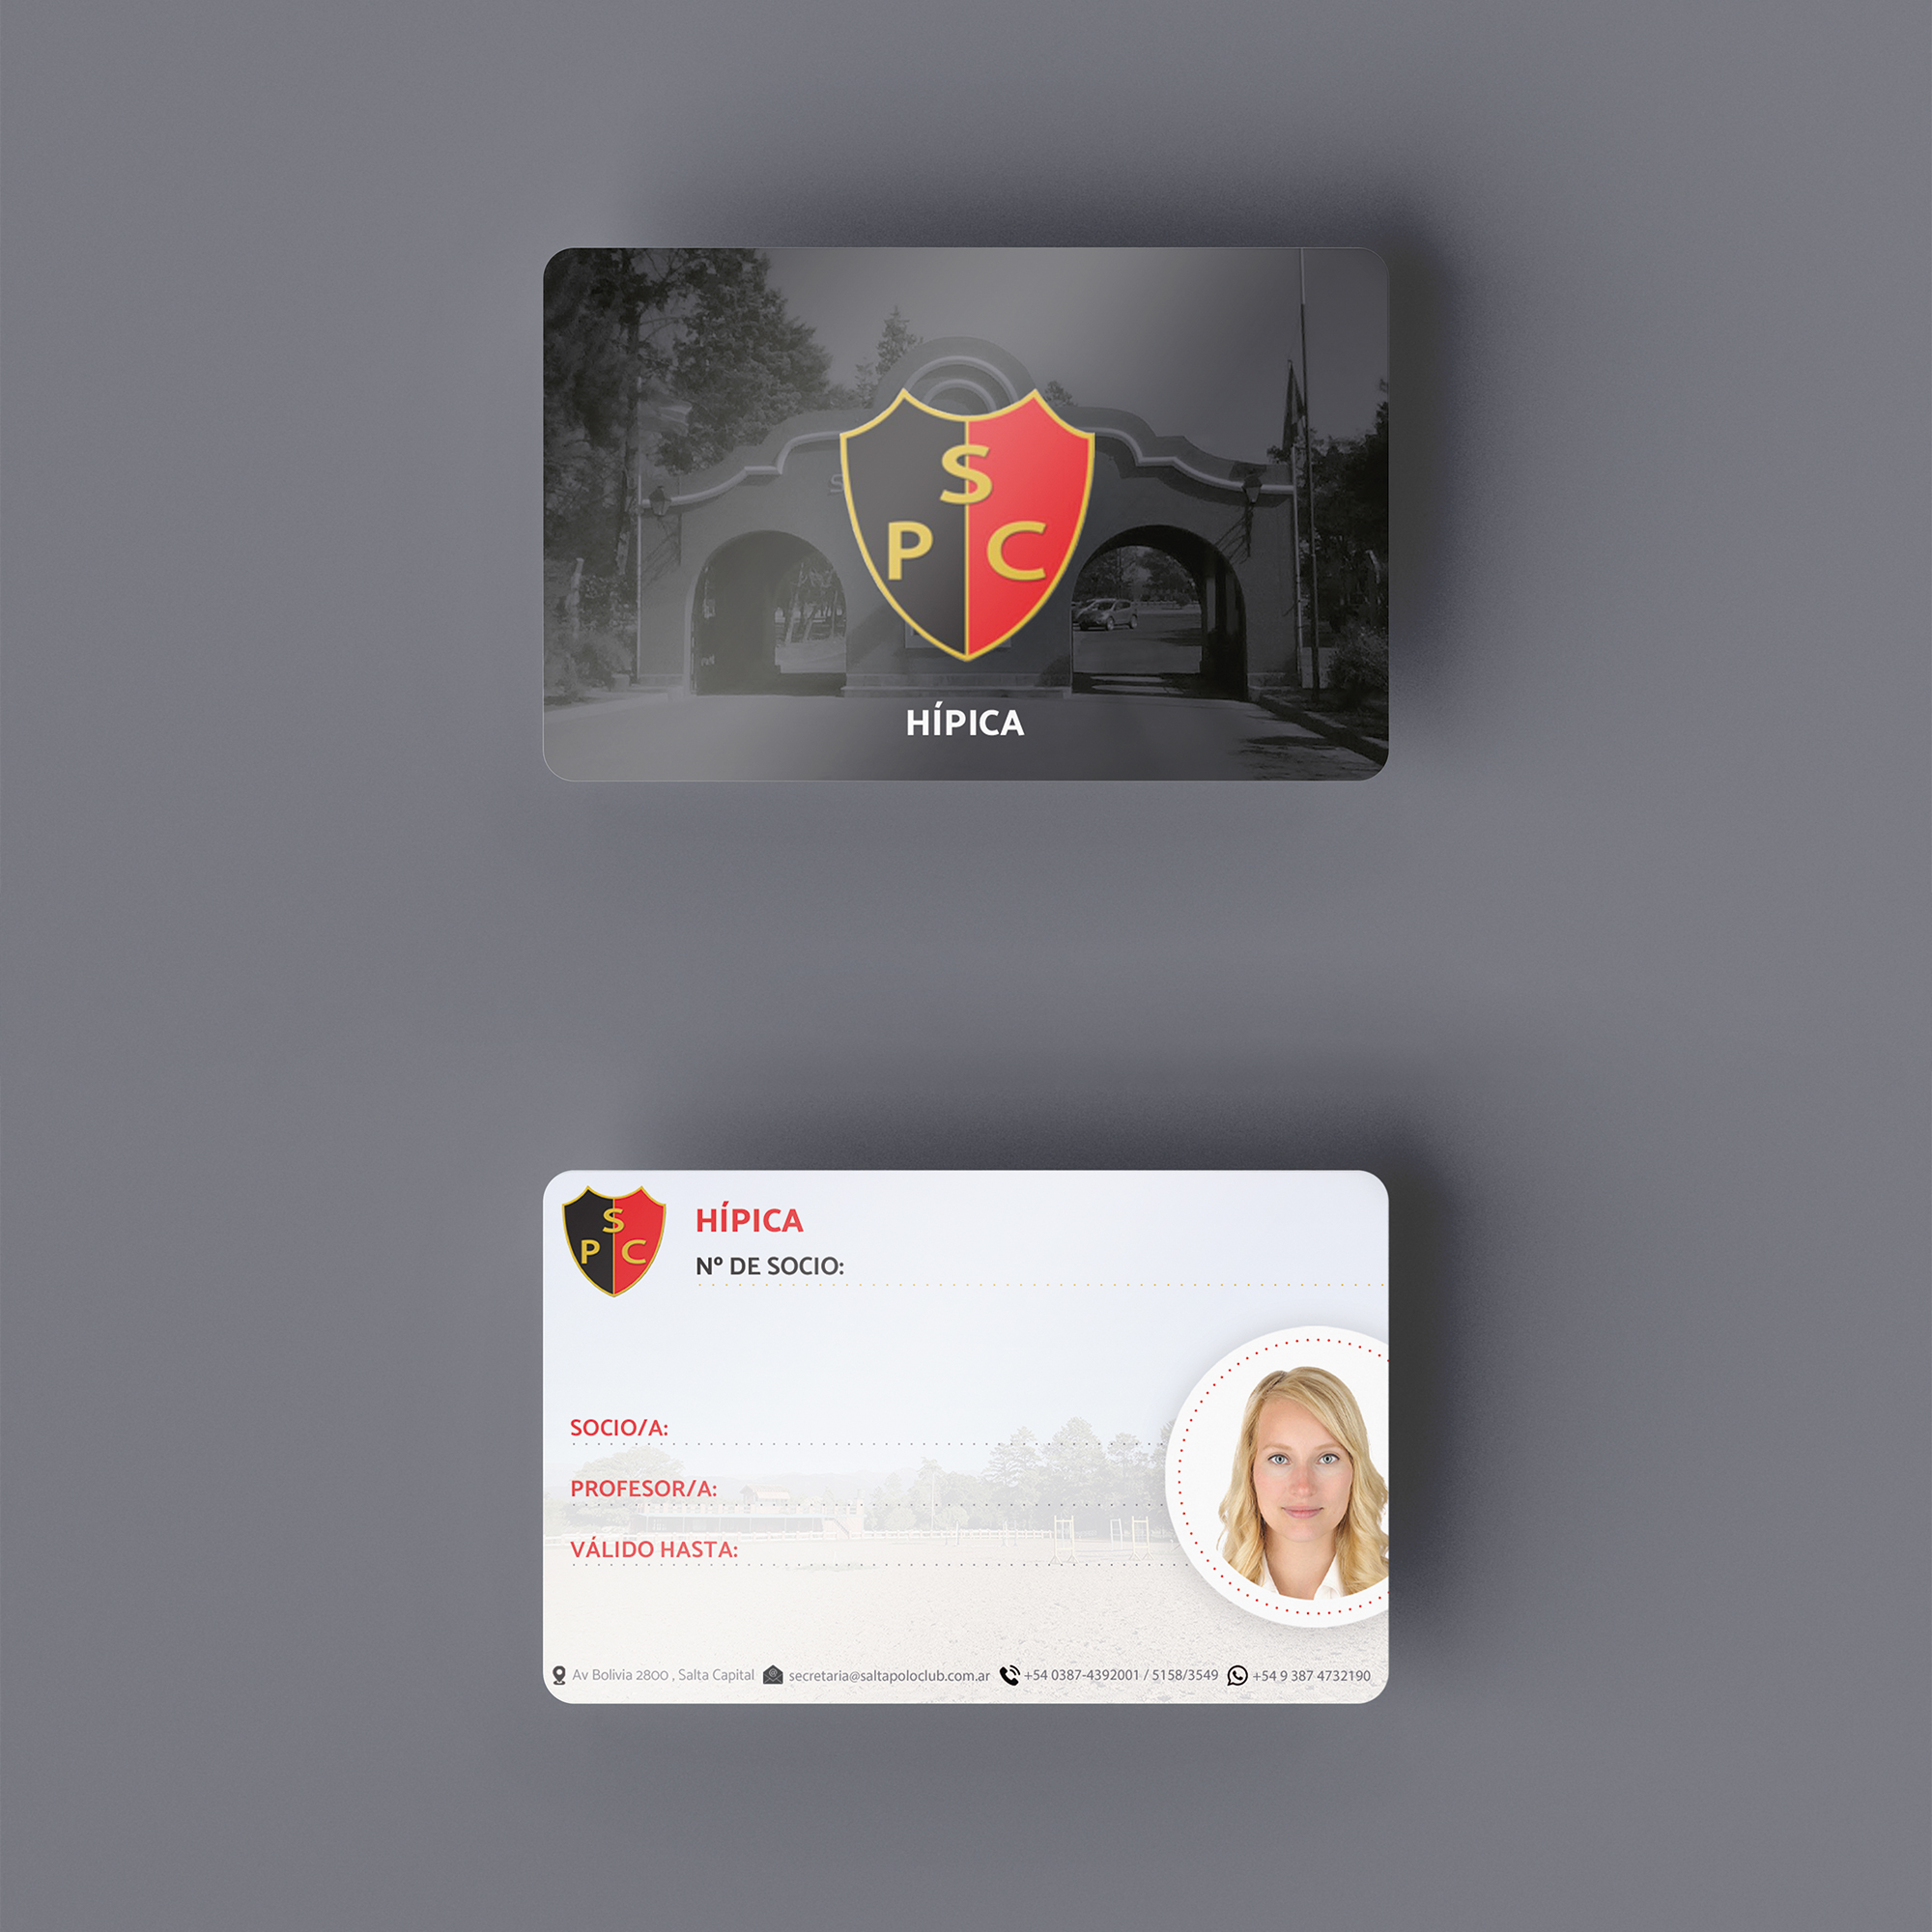 S
P C
HÍPICA
S
P C
HÍPICA
Nº DE SOCIO:
SOCIO/A:
PROFESOR/A:
VÁLIDO HASTA:
Av Bolivia 2800 , Salta Capital secretaria@saltapoloclub.com.ar +54 0387-4392001 / 5158/3549 +54 9 387 4732190